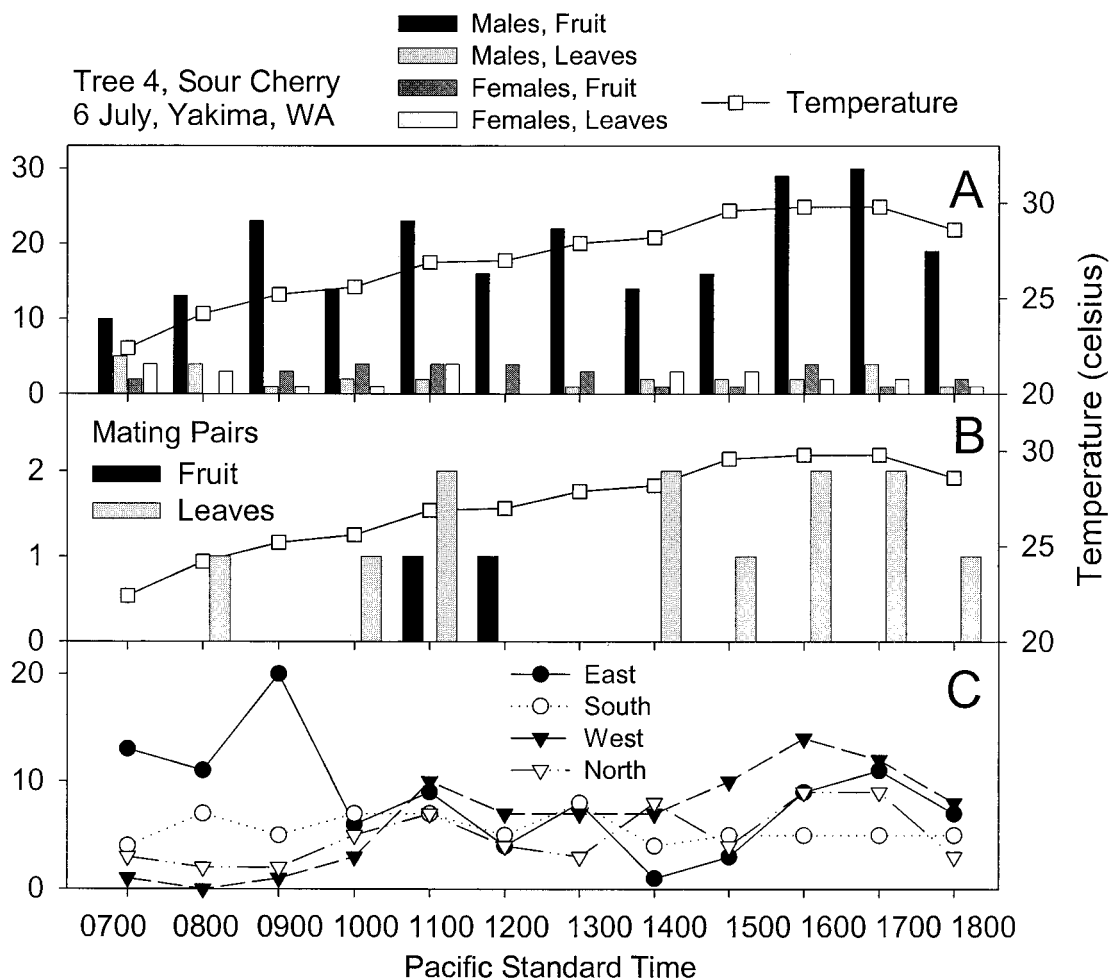 Males, Fruit
Males, Leaves
Females, Fruit
Females, Leaves
Tree 4, Sour Cherry
6 July, Yakima, WA
Temperature
A
30
20
10
0
30
25
20
Temperature (celsius)
B
Mating Pairs
Fruit
Leaves
2
1
0
30
25
20
C
East
South
West
North
20
10
0
0700 0800 0900 1000 1100 1200 1300 1400 1500 1600 1700 1800
Pacific Standard Time